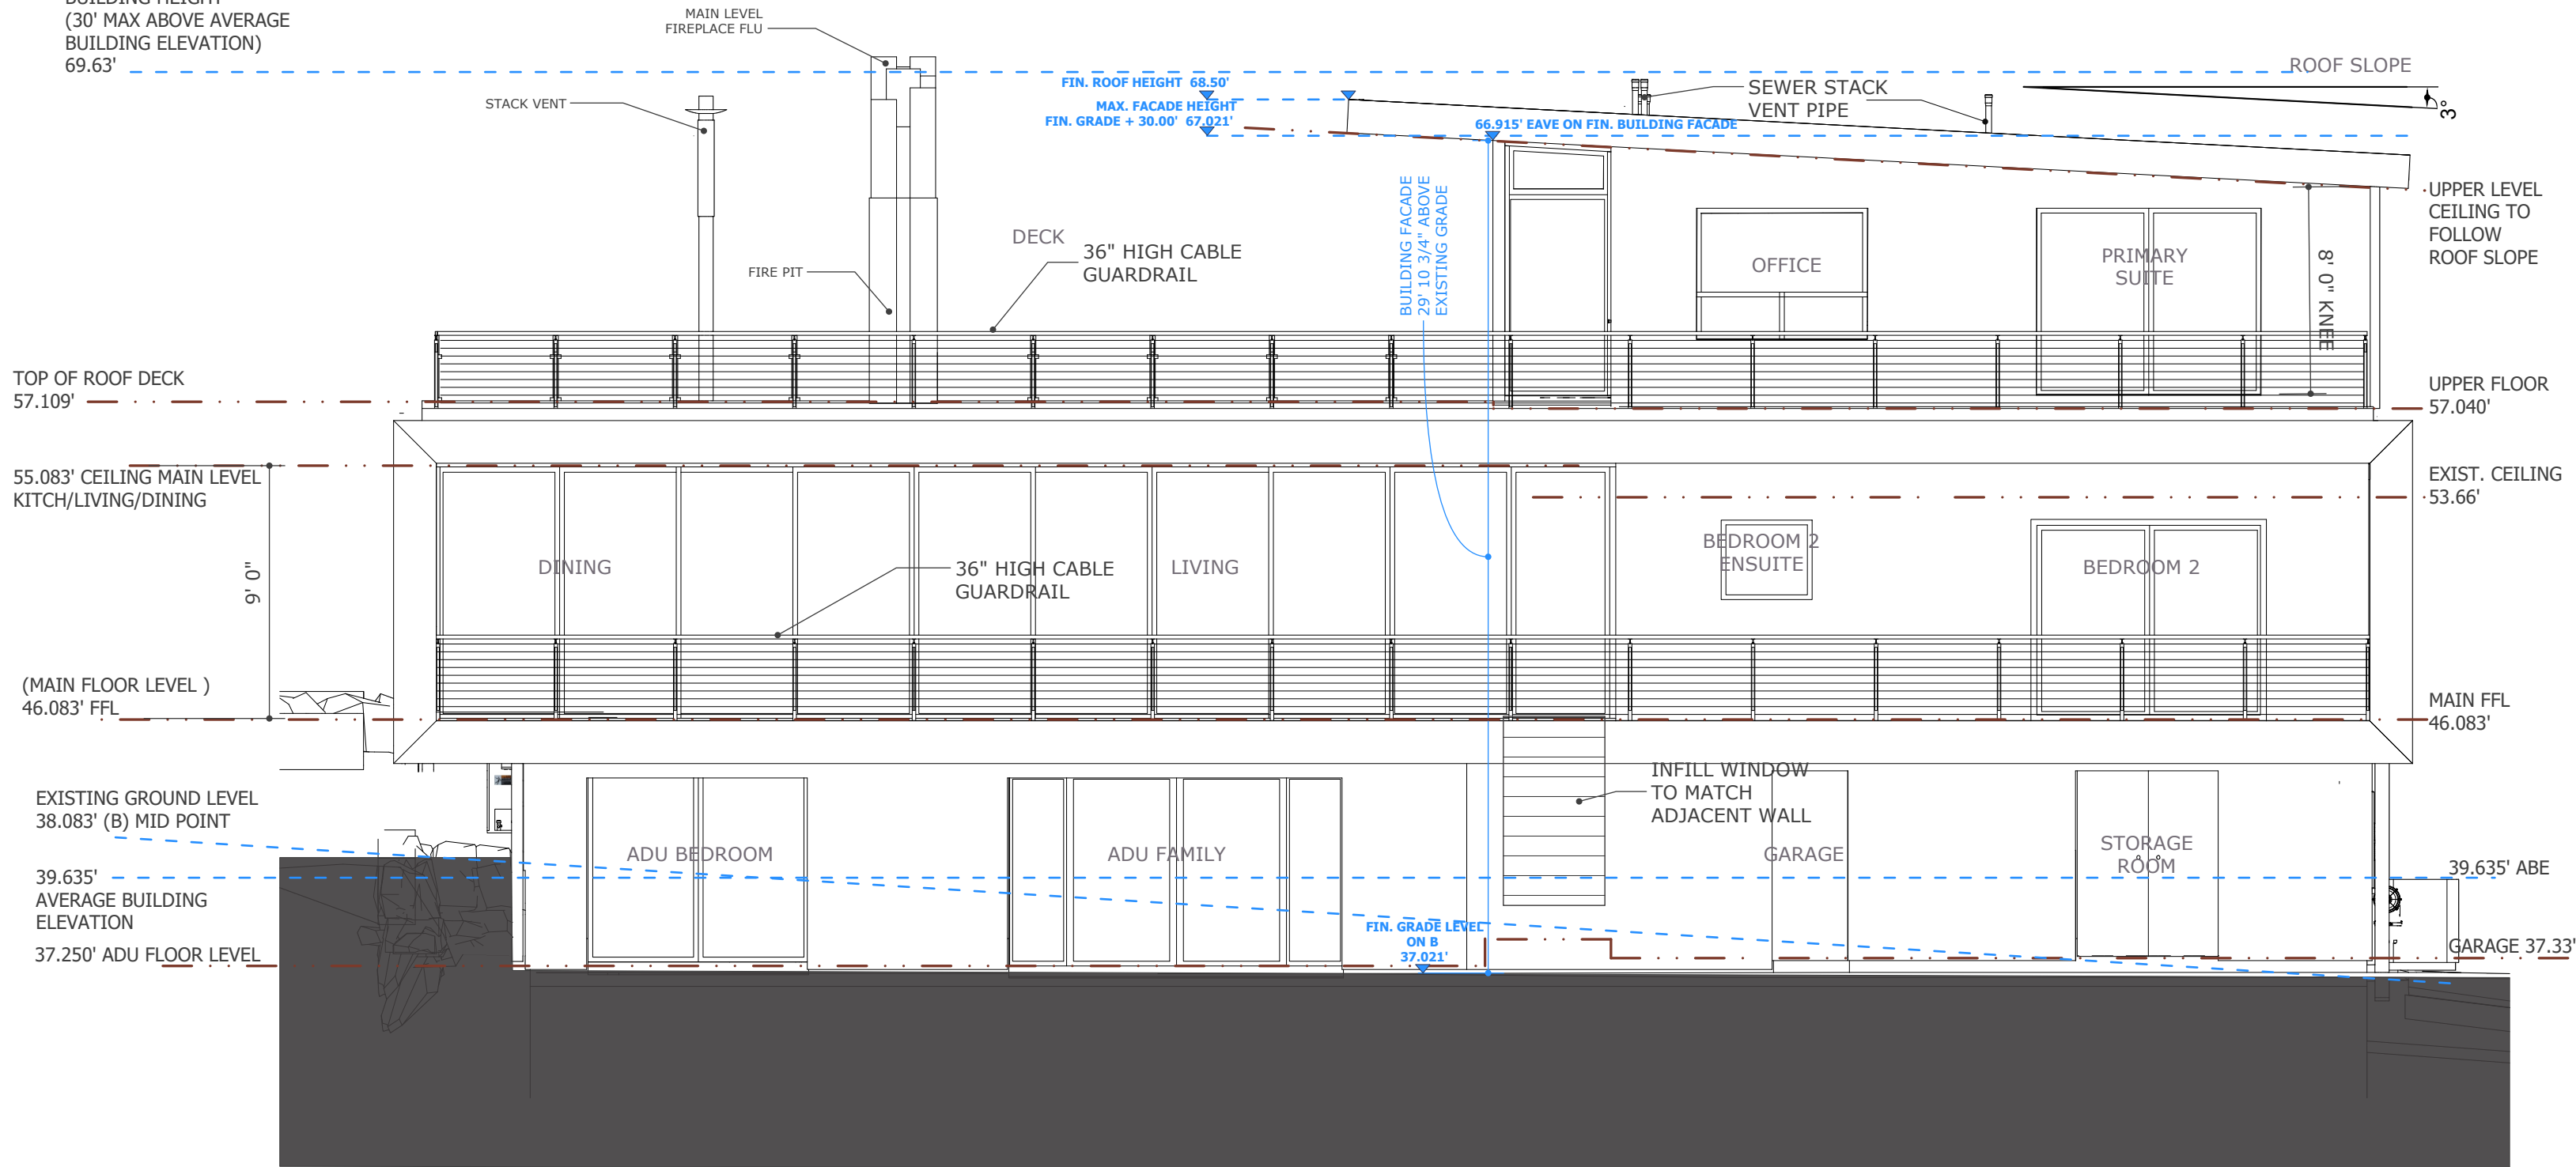 BUILDING HEIGHT
(30' MAX ABOVE AVERAGE
BUILDING ELEVATION)
69.63'
MAIN LEVEL
FIREPLACE FLU
STACK VENT
FIN. ROOF HEIGHT 68.50'
MAX. FACADE HEIGHT
FIN. GRADE + 30.00' 67.021'
SEWER STACK
VENT PIPE
ROOF SLOPE
3°
66.915' EAVE ON FIN. BUILDING FACADE
UPPER LEVEL
CEILING TO
FOLLOW
ROOF SLOPE
BUILDING FACADE
29' 10 3/4" ABOVE
EXISTING GRADE
DECK
36" HIGH CABLE
GUARDRAIL
FIRE PIT
OFFICE
PRIMARY
SUITE
8' 0" KNEE
TOP OF ROOF DECK
57.109'
UPPER FLOOR
57.040'
55.083' CEILING MAIN LEVEL
KITCH/LIVING/DINING
EXIST. CEILING
53.66'
9' 0"
DINING
36" HIGH CABLE
GUARDRAIL
LIVING
BEDROOM 2
ENSUITE
BEDROOM 2
(MAIN FLOOR LEVEL )
46.083' FFL
MAIN FFL
46.083'
INFILL WINDOW
TO MATCH
ADJACENT WALL
EXISTING GROUND LEVEL
38.083' (B) MID POINT
ADU BEDROOM
ADU FAMILY
GARAGE
STORAGE
ROOM
39.635'
AVERAGE BUILDING
ELEVATION
39.635' ABE
FIN. GRADE LEVEL
ON B
37.021'
37.250' ADU FLOOR LEVEL
GARAGE 37.33'